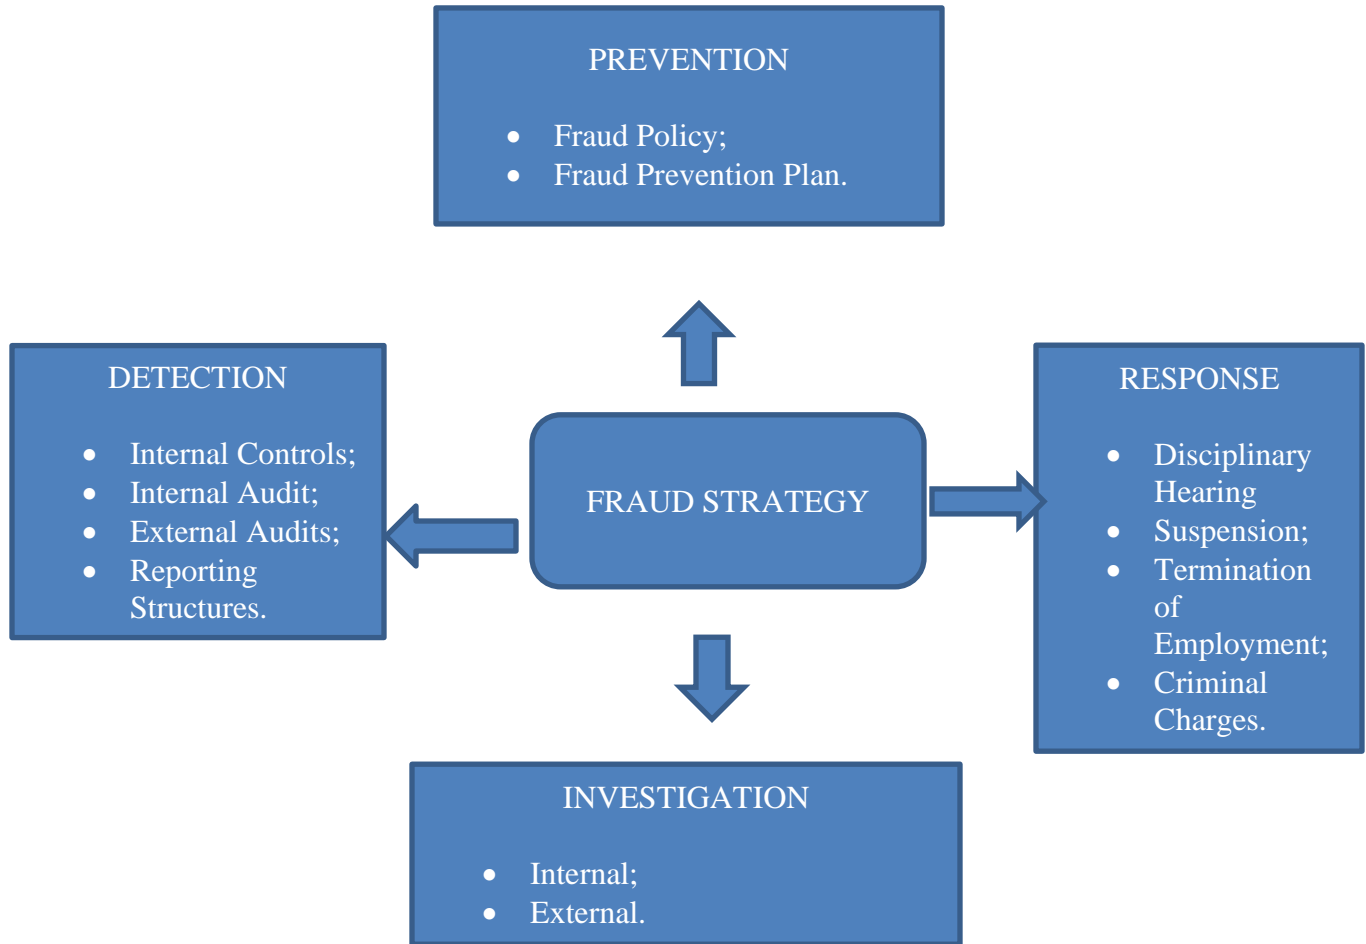 PREVENTION
• Fraud Policy;
• Fraud Prevention Plan.
DETECTION
• Internal Controls;
• Internal Audit;
• External Audits;
• Reporting
Structures.
FRAUD STRATEGY
RESPONSE
• Disciplinary
Hearing
• Suspension;
• Termination
of
Employment;
• Criminal
Charges.
INVESTIGATION
• Internal;
• External.